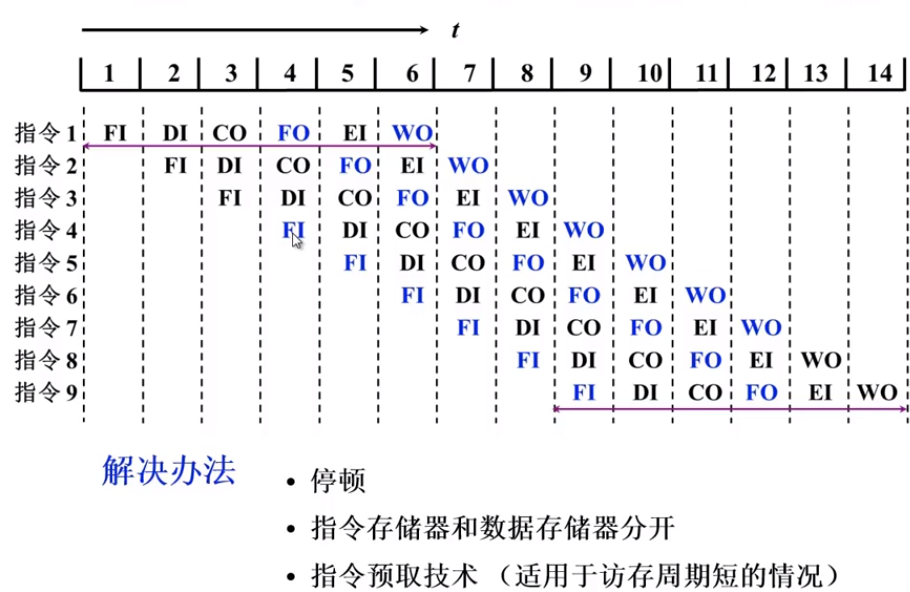 t
1 2 3 4 5 6 7 8 9 10 11 12 13 14
指令 1 FI DI CO FO EI WO
指令 2 FI DI CO FO EI WO
指令 3 FI DI CO FO EI WO
指令 4 FI DI CO FO EI WO
指令 5 FI DI CO FO EI WO
指令 6 FI DI CO FO EI WO
指令 7 FI DI CO FO EI WO
指令 8 FI DI CO FO EI WO
指令 9 FI DI CO FO EI WO
解决办法
• 停顿
• 指令存储器和数据存储器分开
• 指令预取技术 （适用于访存周期短的情况）